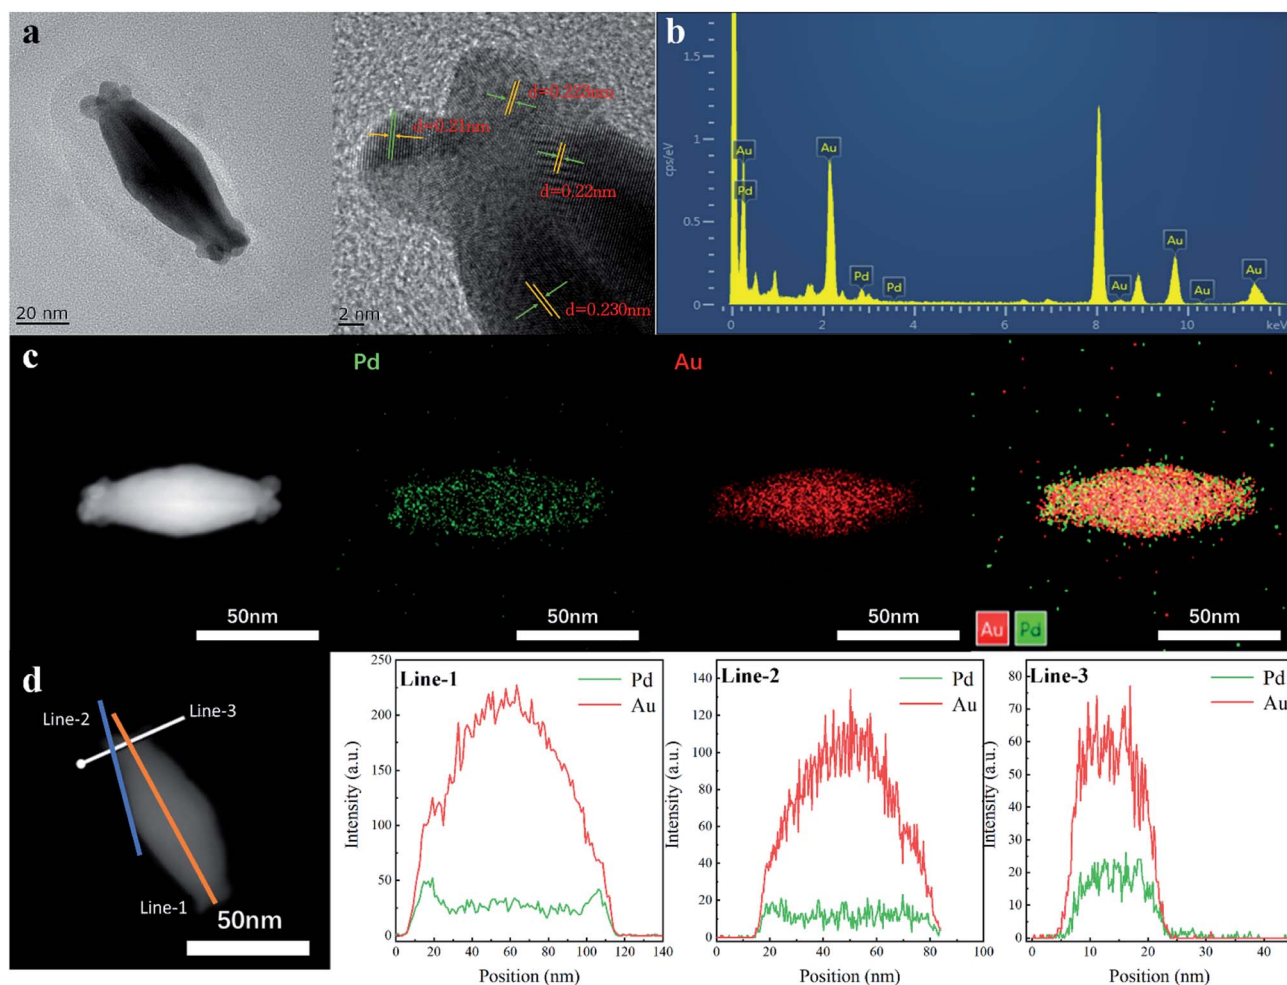 a
20 nm
d=0.223nm
d=0.21nm
d=0.22nm
d=0.230nm
2 nm
b
cps/eV
1.5
1
0.5
0
Au
Pd
Au
Pd
Pd
Au
Au
Au
Au
0 2 4 6 8 10 keV
c
Pd
Au
50nm
50nm
50nm
Au Pd
50nm
d
Line-2
Line-3
Line-1
50nm
Line-1
Pd
Au
Intensity (a.u.)
250
200
150
100
50
0
0 20 40 60 80 100 120 140
Position (nm)
Line-2
Pd
Au
Intensity (a.u.)
140
120
100
80
60
40
20
0
0 20 40 60 80 100
Position (nm)
Line-3
Pd
Au
Intensity (a.u.)
80
70
60
50
40
30
20
10
0
0 10 20 30 40
Position (nm)